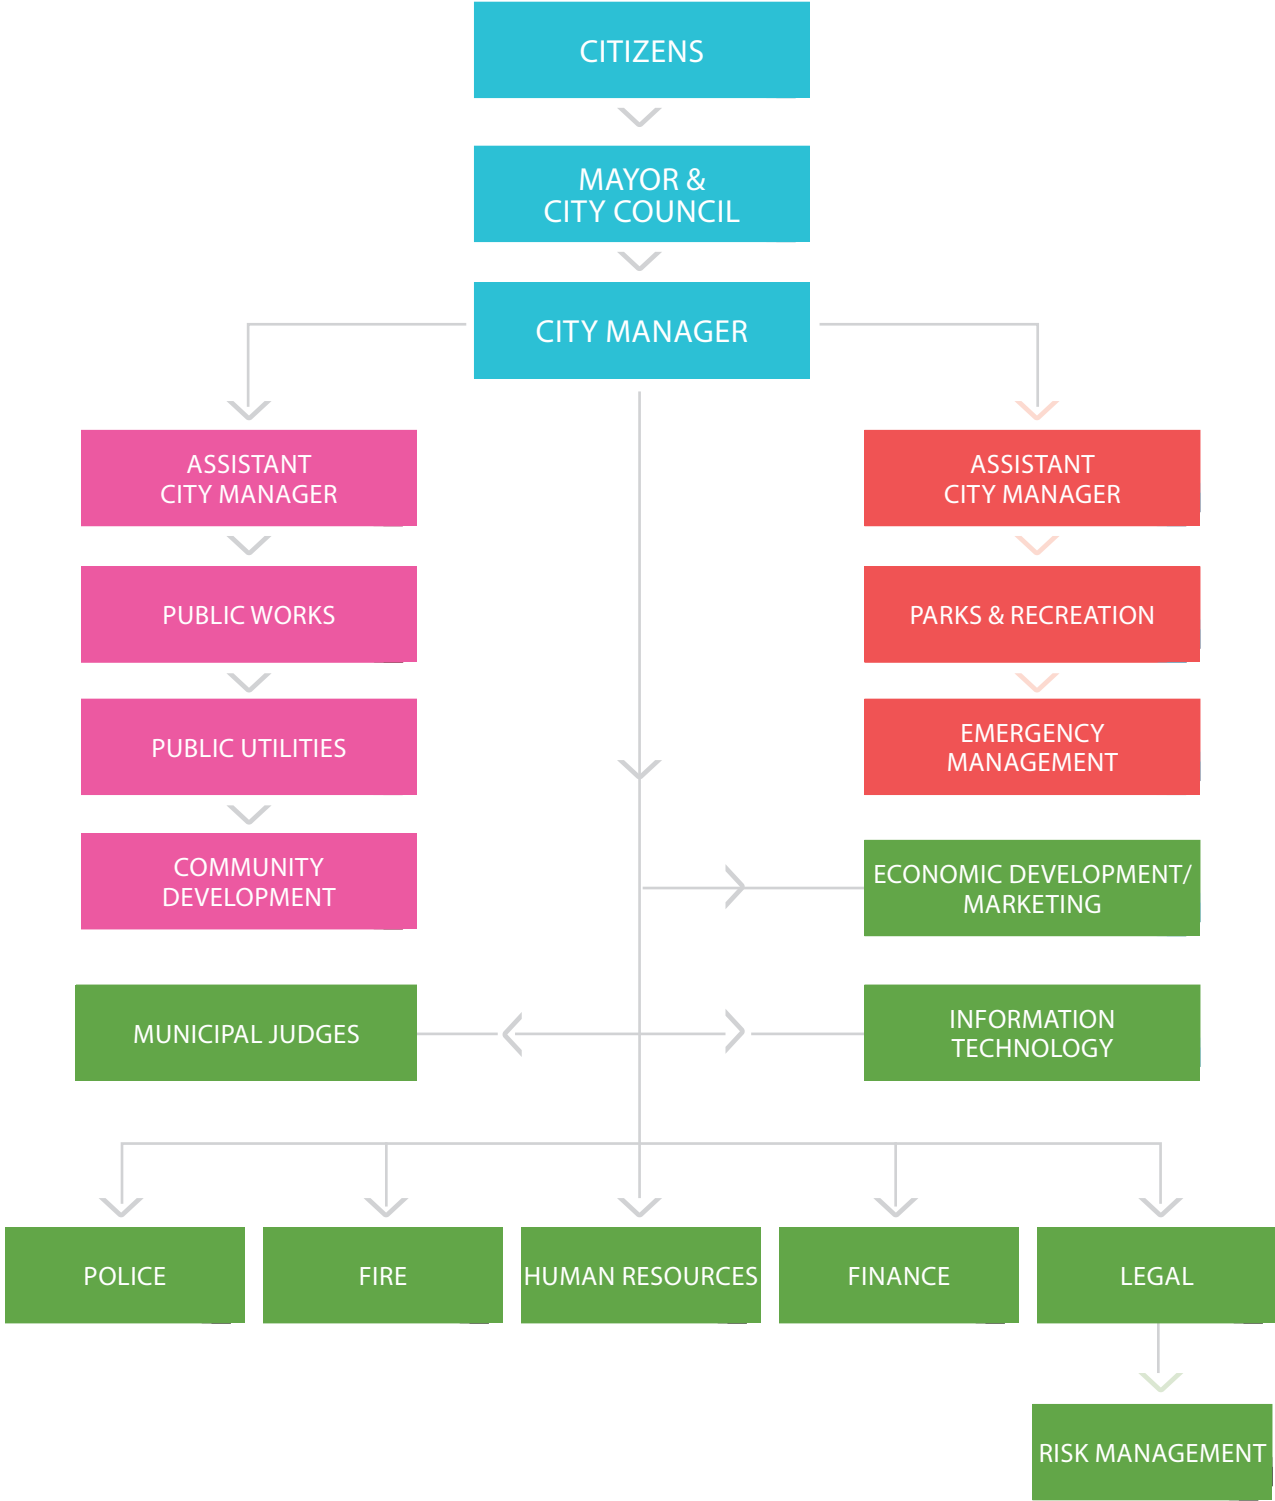 CITIZENS
MAYOR &
CITY COUNCIL
CITY MANAGER
ASSISTANT
CITY MANAGER
ASSISTANT
CITY MANAGER
PUBLIC WORKS
PARKS & RECREATION
PUBLIC UTILITIES
EMERGENCY
MANAGEMENT
COMMUNITY
DEVELOPMENT
ECONOMIC DEVELOPMENT/
MARKETING
MUNICIPAL JUDGES
INFORMATION
TECHNOLOGY
POLICE
FIRE
HUMAN RESOURCES
FINANCE
LEGAL
RISK MANAGEMENT